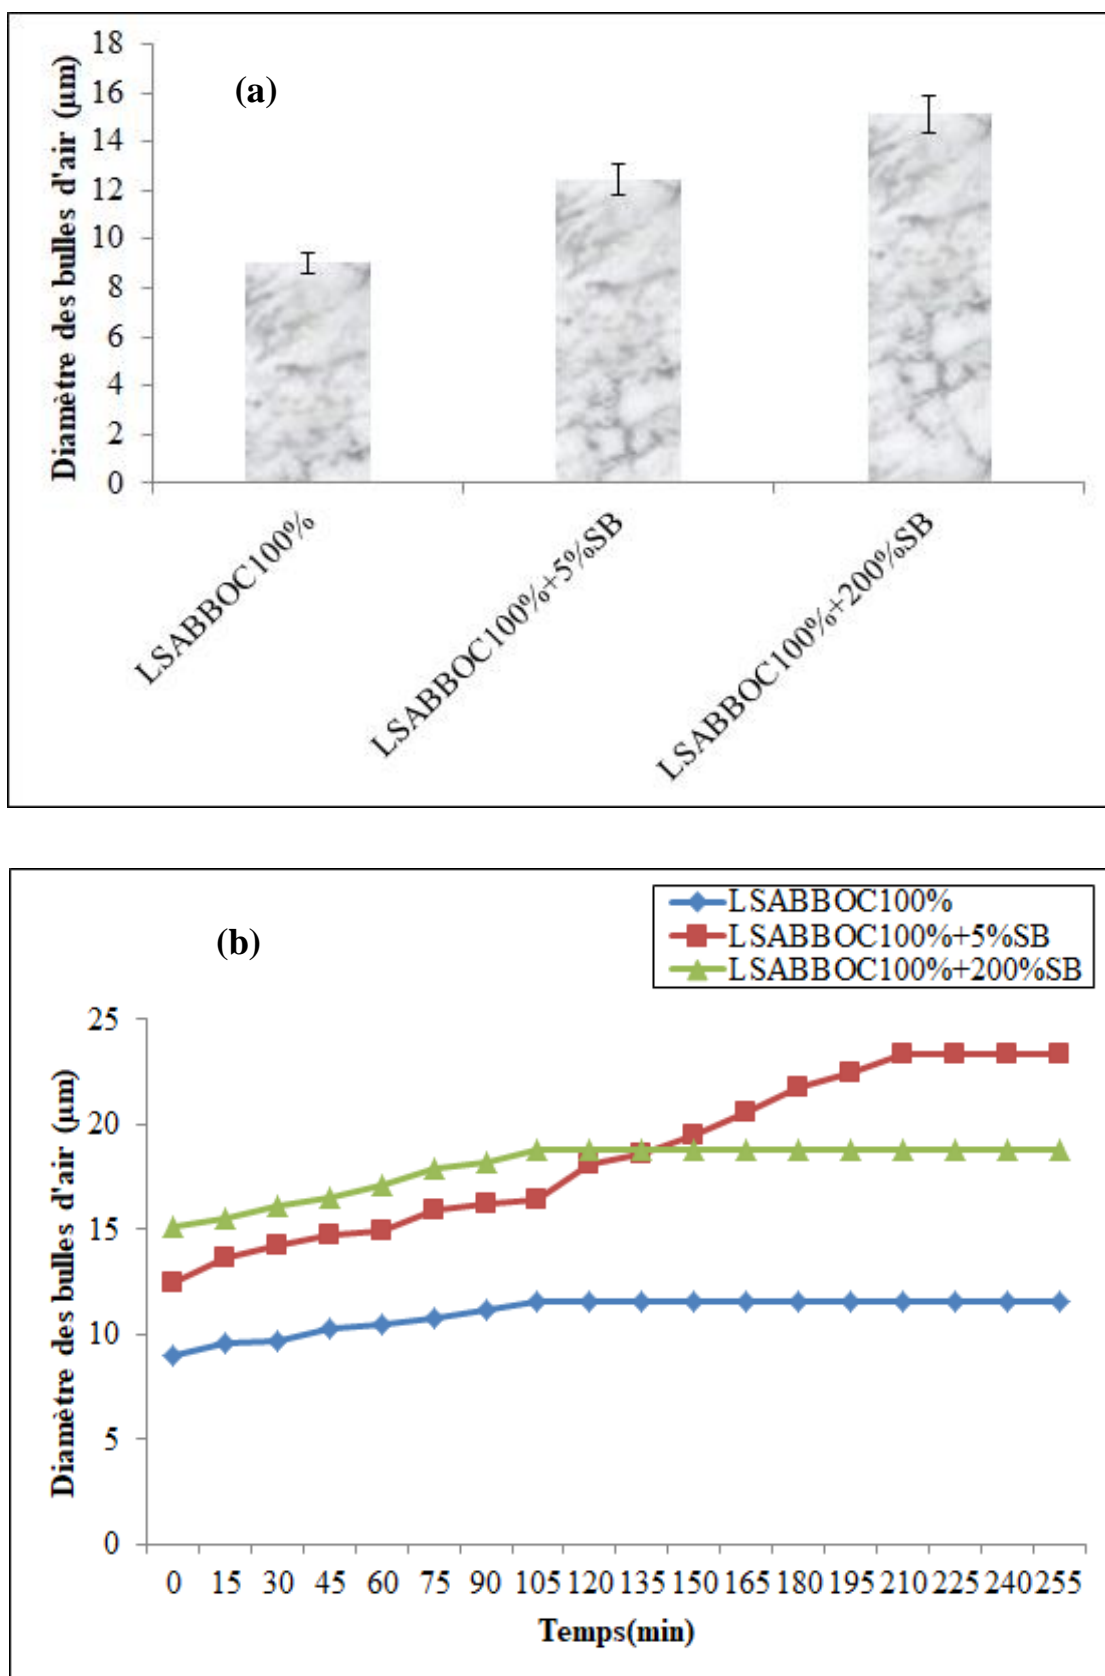 (a)
Diamètre des bulles d'air (µm)
18
16
14
12
10
8
6
4
2
0
LSABBOC100%
LSABBOC100%+5%SB
LSABBOC100%+200%SB
LSABBOC100%
LSABBOC100%+5%SB
LSABBOC100%+200%SB
(b)
Diamètre des bulles d'air (µm)
25
20
15
10
5
0
0 15 30 45 60 75 90 105 120 135 150 165 180 195 210 225 240 255
Temps(min)